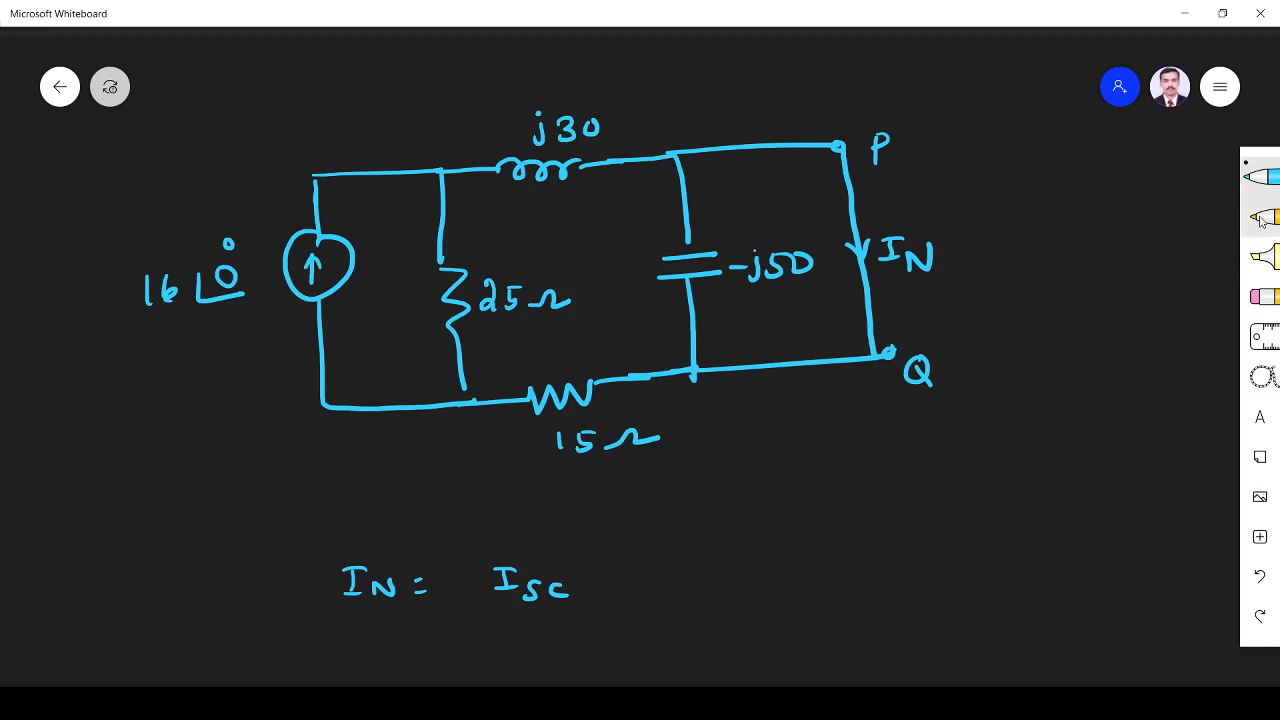 Microsoft Whiteboard
j30
P
16∠0°
25Ω
-j50
IN
Q
15Ω
IN = ISC
A